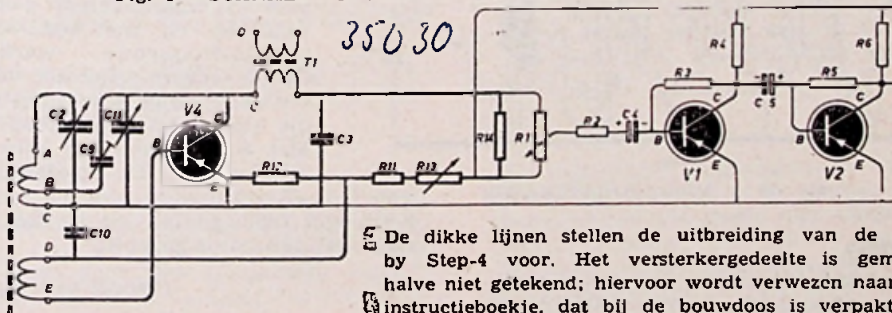 35030
D
T1
C
R4
R6
R3
C
C5
R5
C
C2
C11
V4
C
C9
A
B
B
C3
R14
R1
A
R2
C4
B
B
R12
R11
R13
E
E
E
V1
V2
C
C10
D
E
De dikke lijnen stellen de uitbreiding van de
by Step-4 voor. Het versterkergedeelte is
halve niet getekend; hiervoor wordt verwezen naar
instructieboekje, dat bij de bouwdoos is verpakt